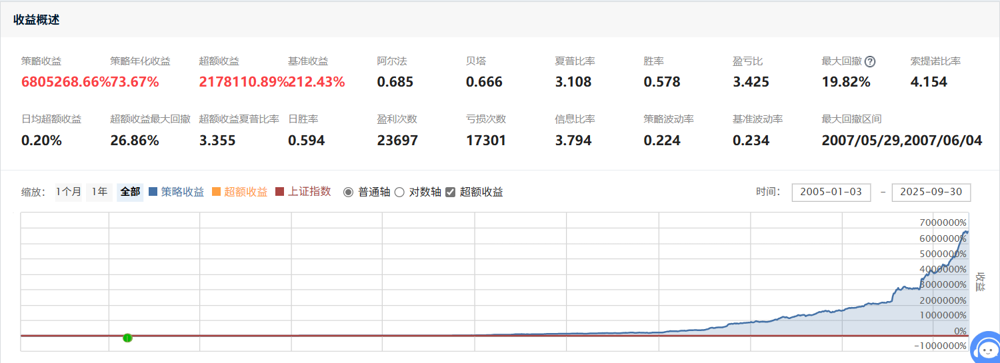 收益概述
策略收益 策略年化收益 超额收益 基准收益 阿尔法 贝塔 夏普比率 胜率 盈亏比 最大回撤 ? 索提诺比率
6805268.66% 73.67% 2178110.89% 212.43% 0.685 0.666 3.108 0.578 3.425 19.82% 4.154
日均超额收益 超额收益最大回撤 超额收益夏普比率 日胜率 盈利次数 亏损次数 信息比率 策略波动率 基准波动率 最大回撤区间
0.20% 26.86% 3.355 0.594 23697 17301 3.794 0.224 0.234 2007/05/29,2007/06/04
缩放: 1个月 1年 全部 策略收益 超额收益 上证指数 普通轴 对数轴 超额收益 时间: 2005-01-03 - 2025-09-30
7000000%
6000000%
5000000%
4000000%
3000000%
2000000%
1000000%
0%
-1000000%
收益